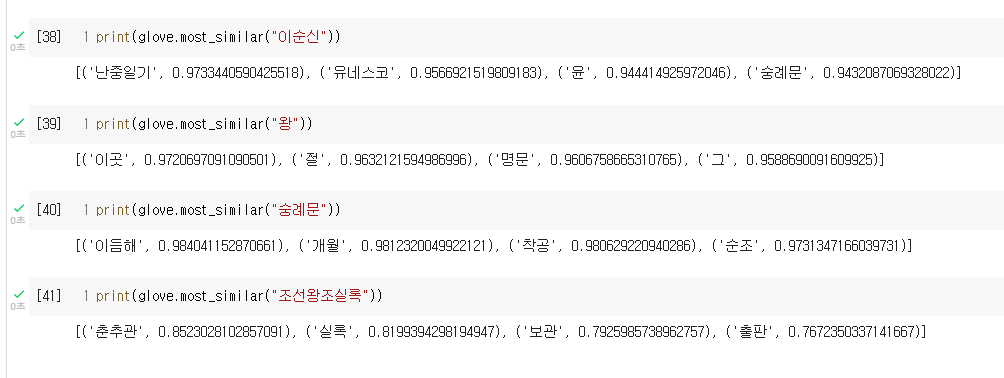 [38] 1 print(glove.most_similar("이순신"))
0초
[('난중일기', 0.9733440590425518), ('유네스코', 0.9566921519809183), ('윤', 0.944414925972046), ('숭례문', 0.9432087069328022)]
[39] 1 print(glove.most_similar("왕"))
0초
[('이곳', 0.9720697091090501), ('절', 0.9632121594986996), ('명문', 0.9606758665310765), ('그', 0.9588690091609925)]
[40] 1 print(glove.most_similar("숭례문"))
0초
[('이듬해', 0.984041152870661), ('개월', 0.9812320049922121), ('착공', 0.980629220940286), ('순조', 0.9731347166039731)]
[41] 1 print(glove.most_similar("조선왕조실록"))
0초
[('춘추관', 0.8523028102857091), ('실록', 0.8199394298194947), ('보관', 0.7925985738962757), ('출판', 0.7672350337141667)]